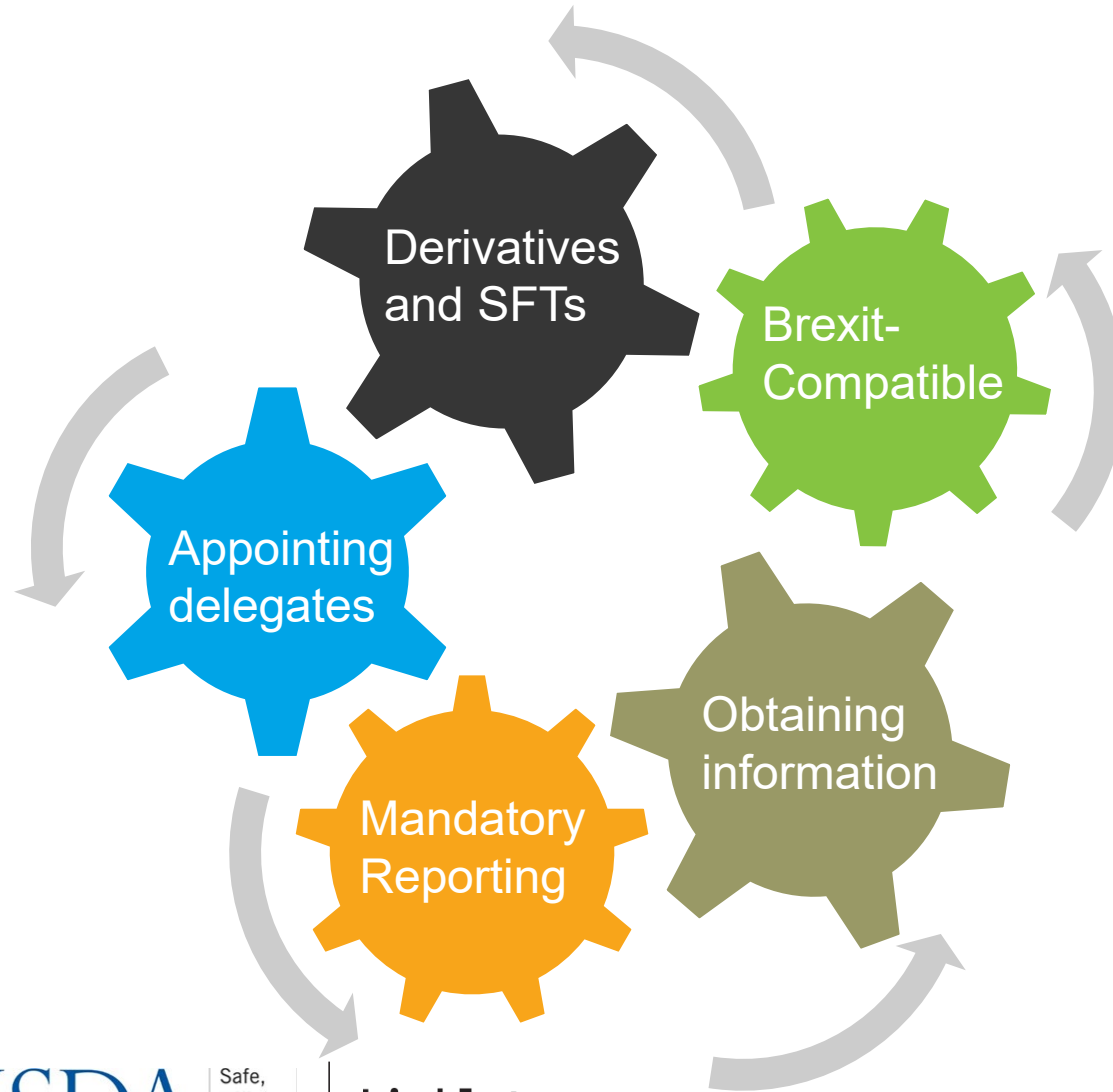 Derivatives
and SFTs
Brexit-
Compatible
Appointing
delegates
Obtaining
information
Mandatory
Reporting
Safe,